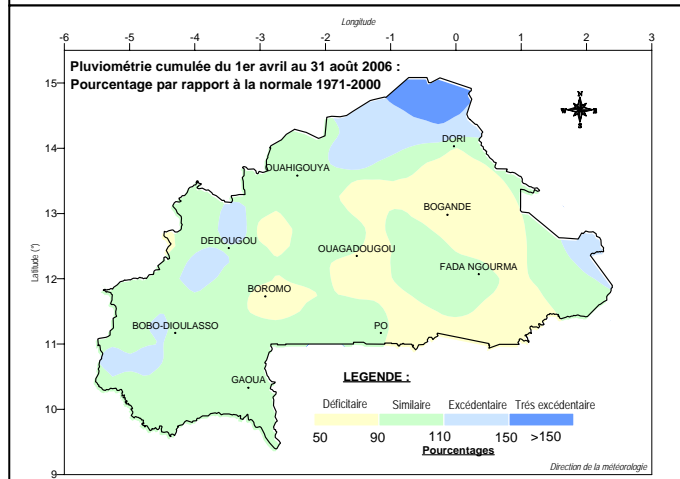 Longitude
-6 -5 -4 -3 -2 -1 0 1 2 3
Pluviométrie cumulée du 1er avril au 31 août 2006 :
Pourcentage par rapport à la normale 1971-2000
15
N
W E
S
14
DORI
OUAHIGOUYA
BOGANDE
13
DEDOUGOU
OUAGADOUGOU
Latitude (°)
FADA NGOURMA
12
BOROMO
BOBO-DIOULASSO
PO
11
GAOUA
LEGENDE :
Déficitaire Similaire Excédentaire Trés excédentaire
10
50 90 110 150 >150
Pourcentages
Direction de la météorologie
9